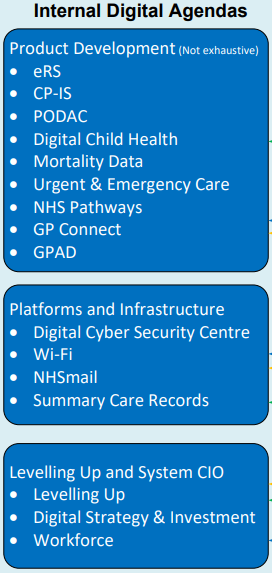 Internal Digital Agendas
Product Development (Not exhaustive)
• eRS
• CP-IS
• PODAC
• Digital Child Health
• Mortality Data
• Urgent & Emergency Care
• NHS Pathways
• GP Connect
• GPAD
Platforms and Infrastructure
• Digital Cyber Security Centre
• Wi-Fi
• NHSmail
• Summary Care Records
Levelling Up and System CIO
• Levelling Up
• Digital Strategy & Investment
• Workforce